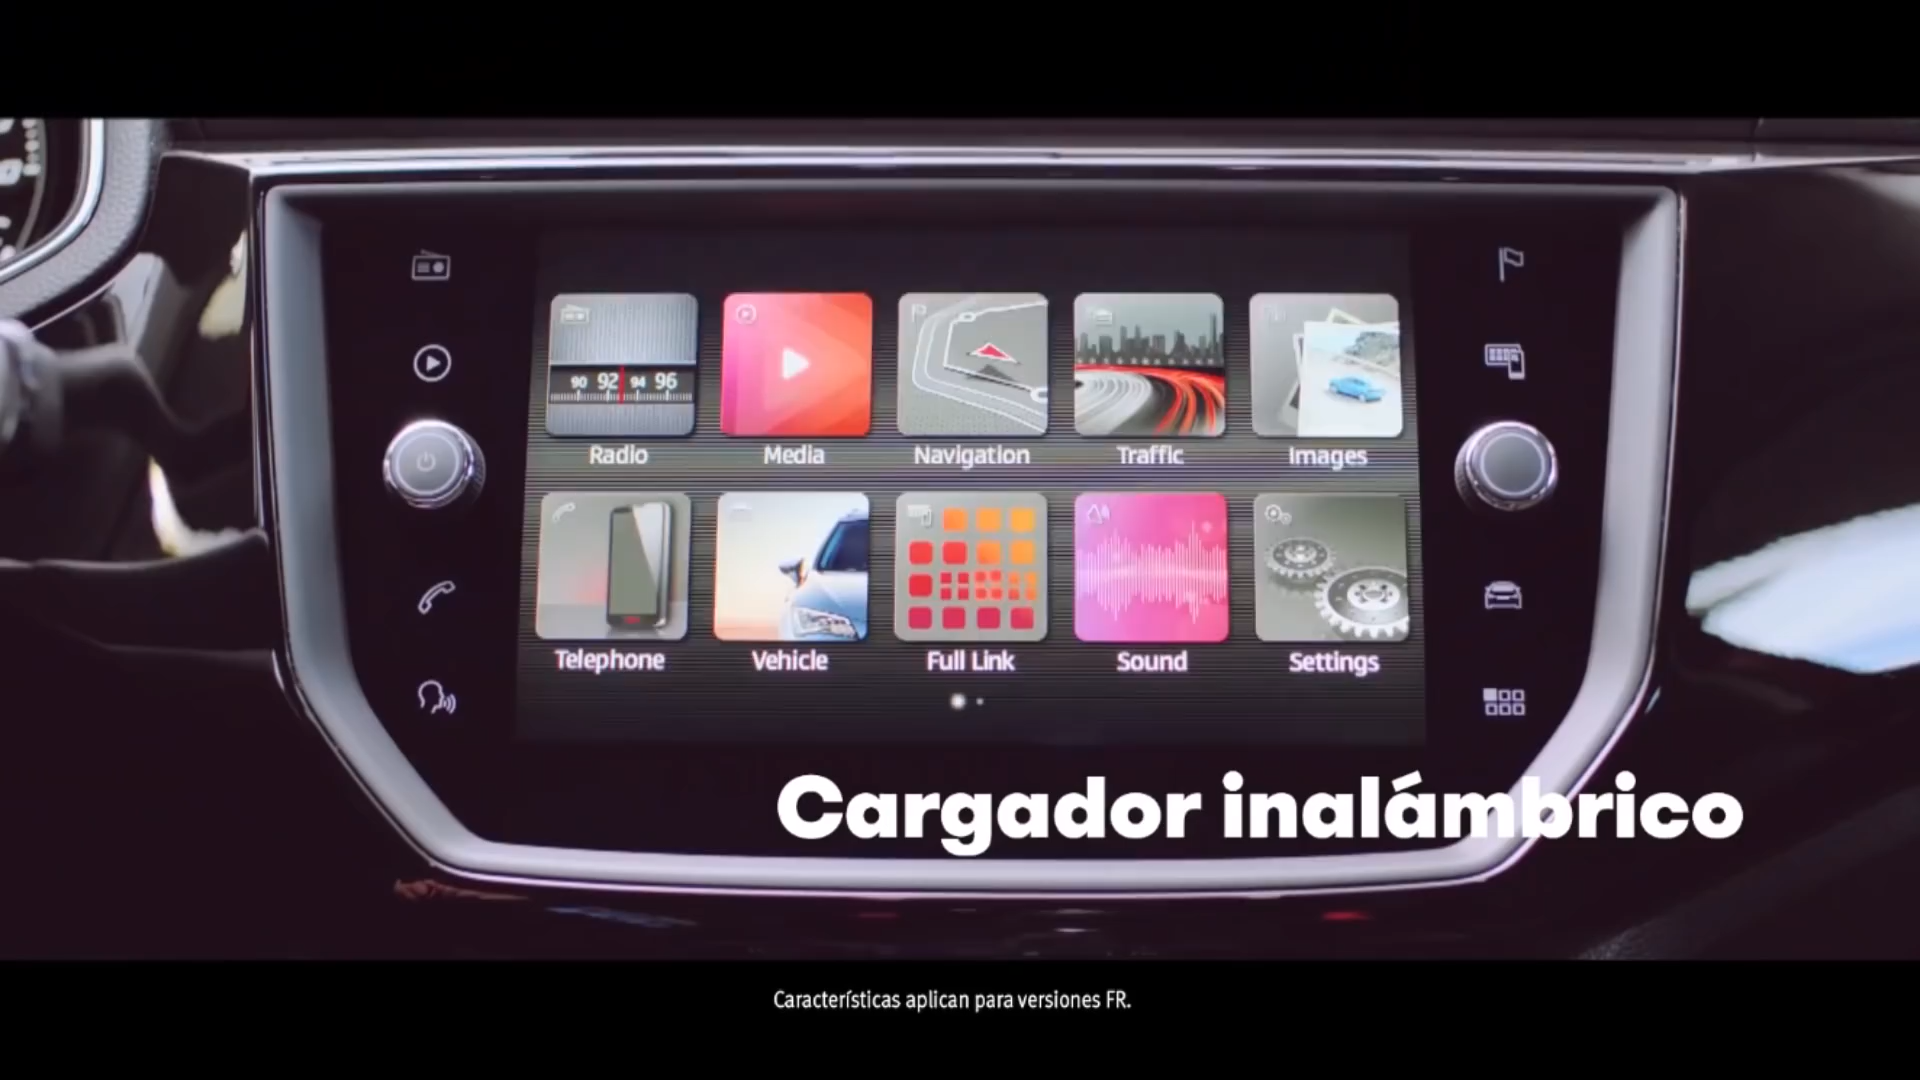 90 92 94 96
Radio Media Navigation Traffic Images
Telephone Vehicle Full Link Sound Settings
Cargador inalámbrico
Características aplican para versiones FR.